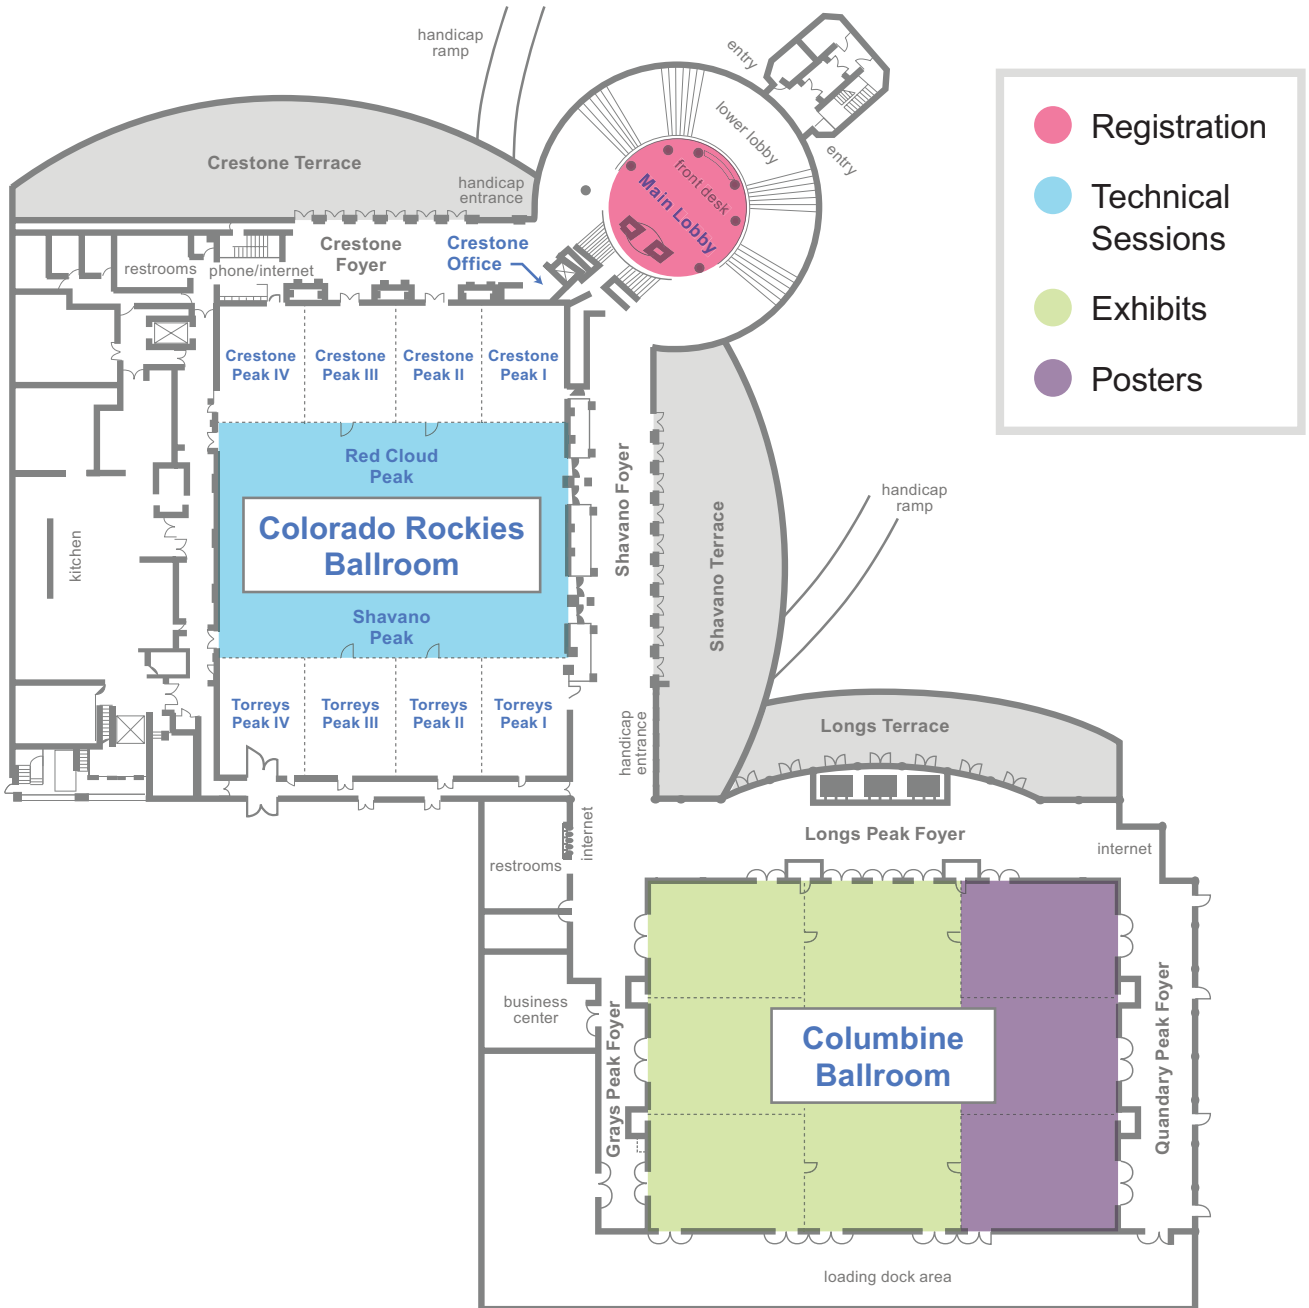 handicap
ramp
entry
lower lobby
entry
front desk
Main Lobby
Registration
Technical
Sessions
Exhibits
Posters
Crestone Terrace
handicap
entrance
restrooms
phone/internet
Crestone
Foyer
Crestone
Office
Crestone
Peak IV
Crestone
Peak III
Crestone
Peak II
Crestone
Peak I
Red Cloud
Peak
Colorado Rockies
Ballroom
Shavano
Peak
kitchen
Shavano Foyer
Shavano Terrace
handicap
ramp
Torreys
Peak IV
Torreys
Peak III
Torreys
Peak II
Torreys
Peak I
handicap
entrance
Longs Terrace
Longs Peak Foyer
internet
internet
restrooms
business
center
Grays Peak Foyer
Columbine
Ballroom
Quandary Peak Foyer
loading dock area